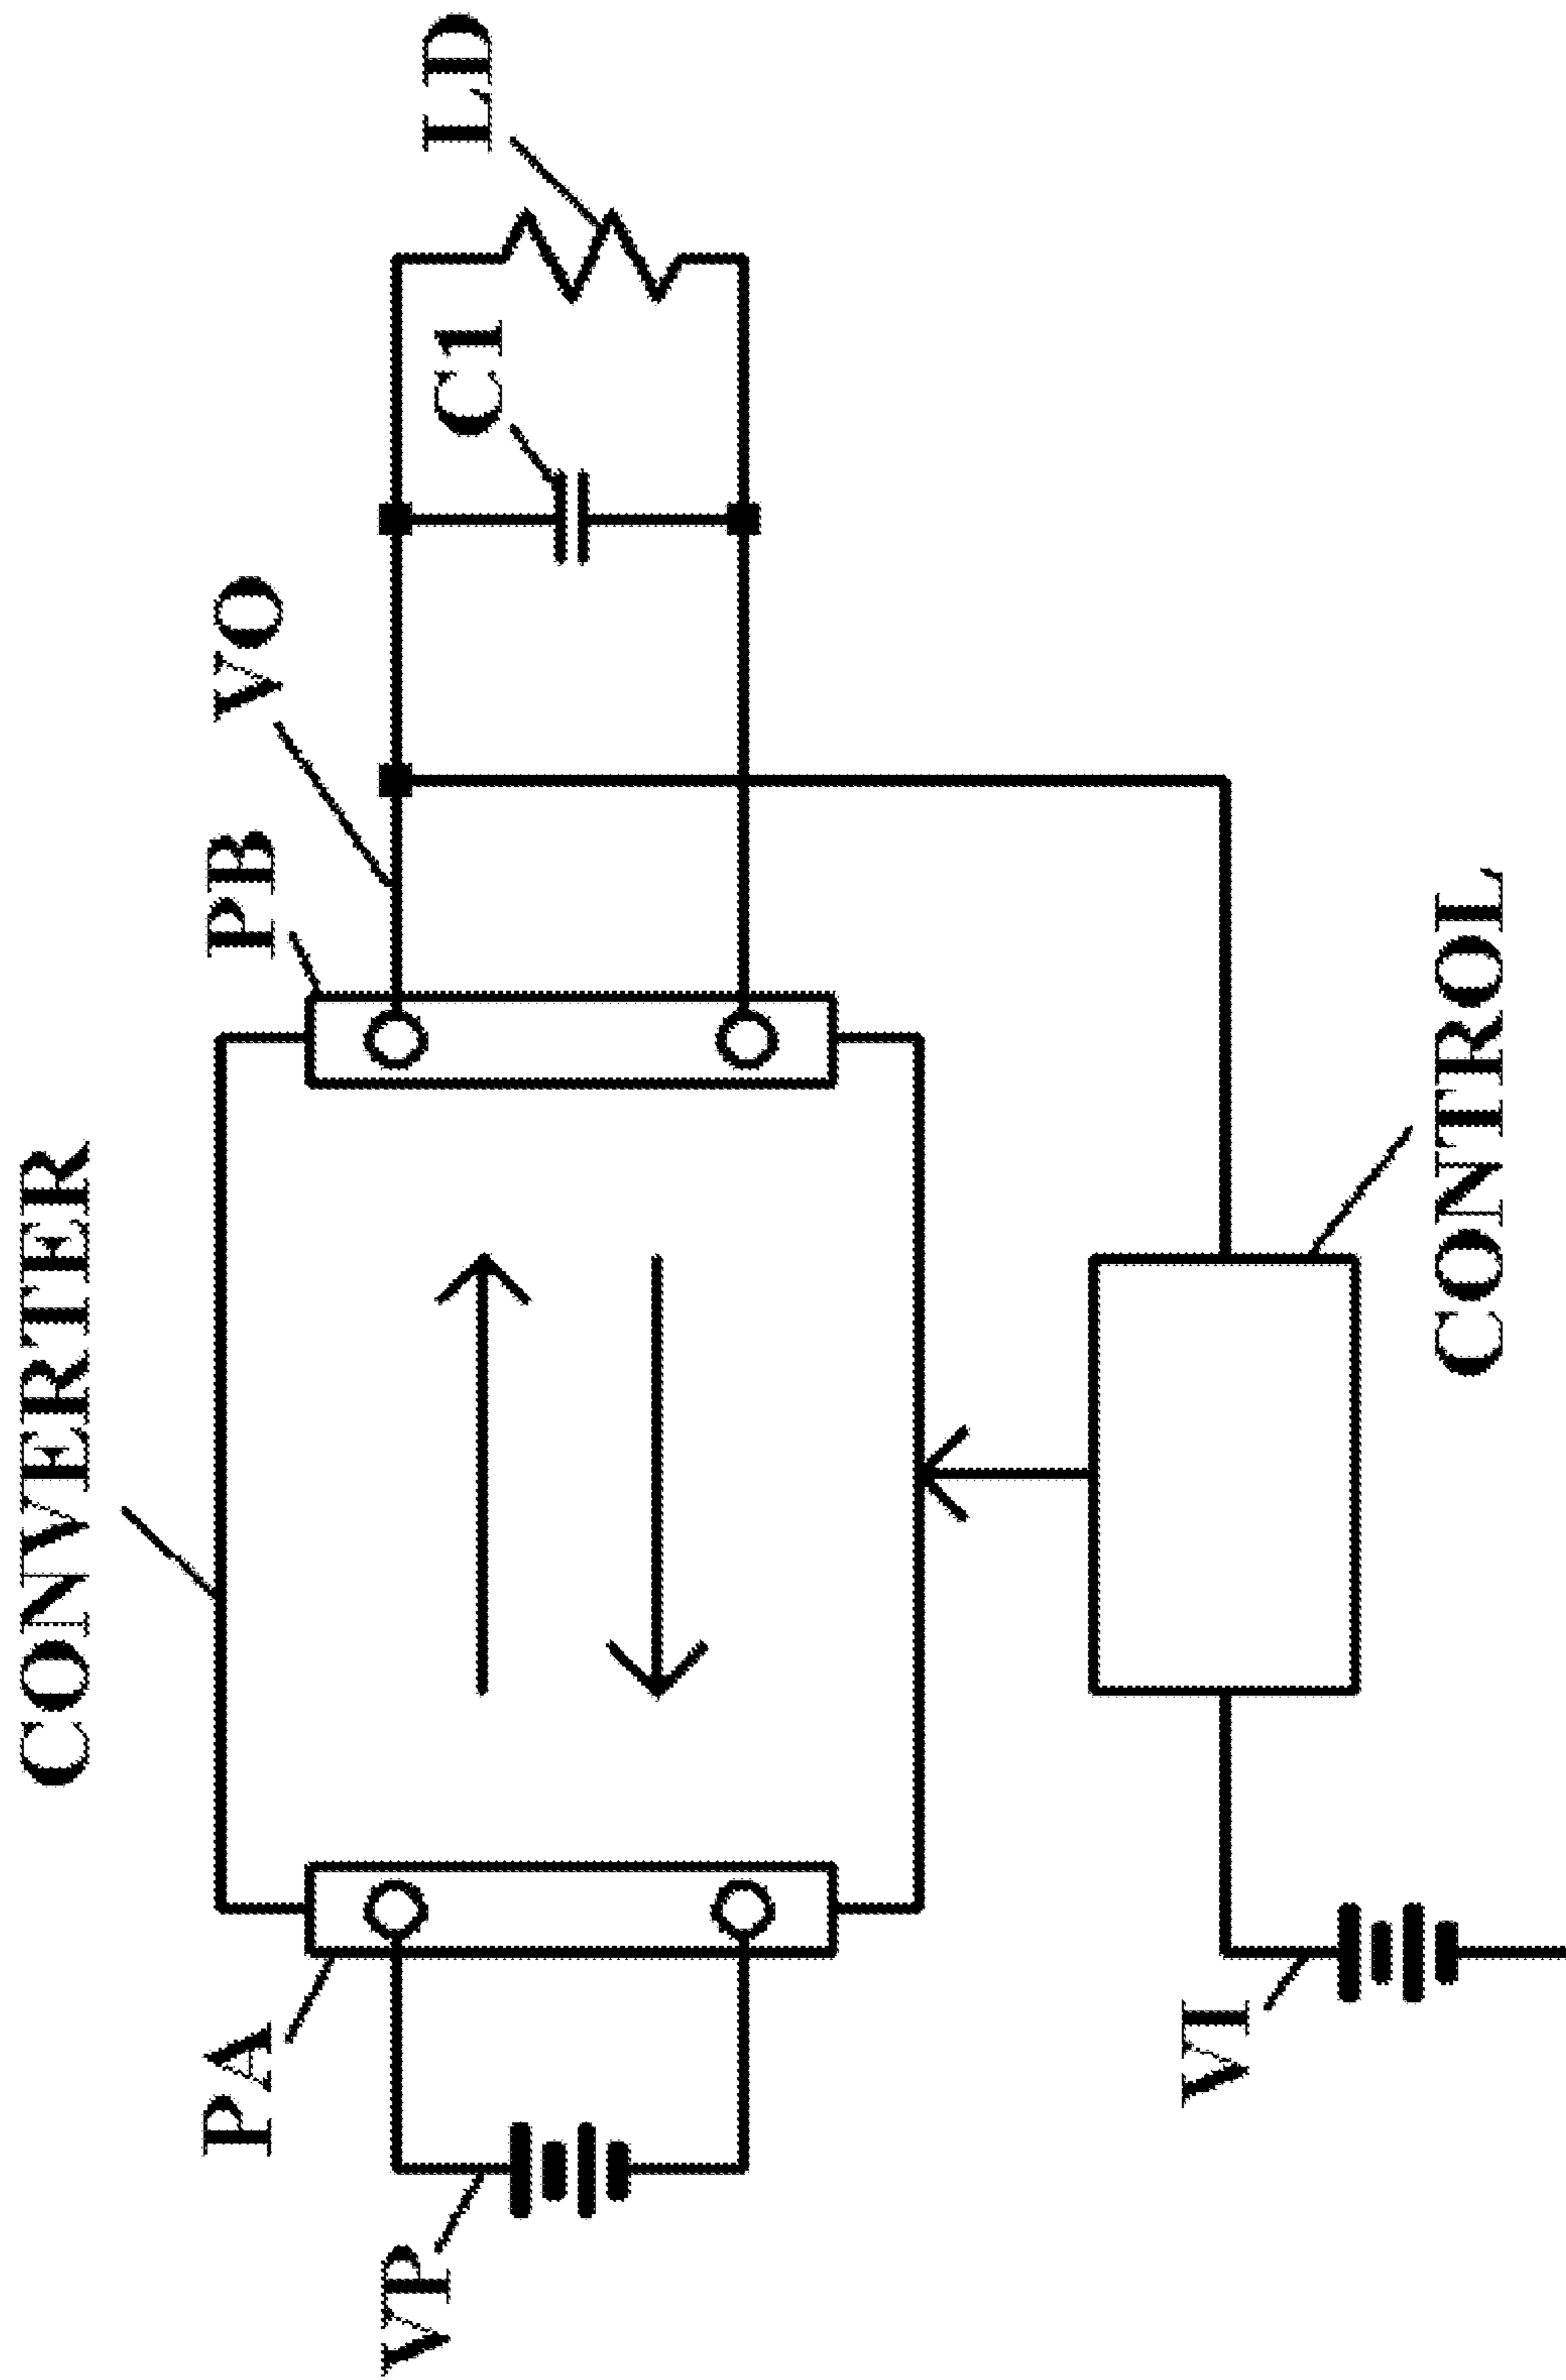 CONVERTER
PA
PB
VO
VP
C1
LD
VI
CONTROL